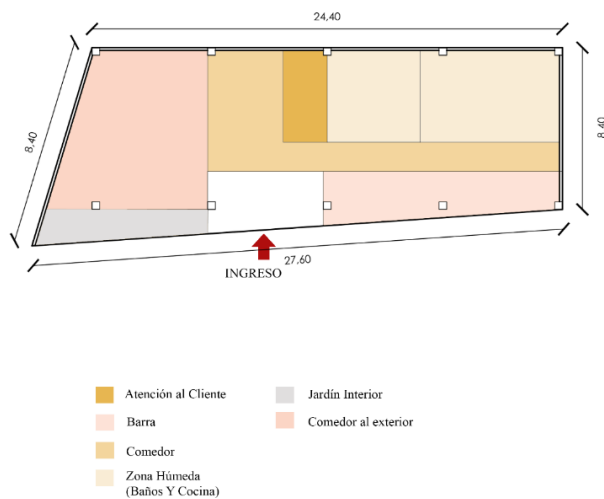 24,40
8,40
8,40
27,60
INGRESO
Atención al Cliente
Jardín Interior
Barra
Comedor al exterior
Comedor
Zona Húmeda
(Baños Y Cocina)